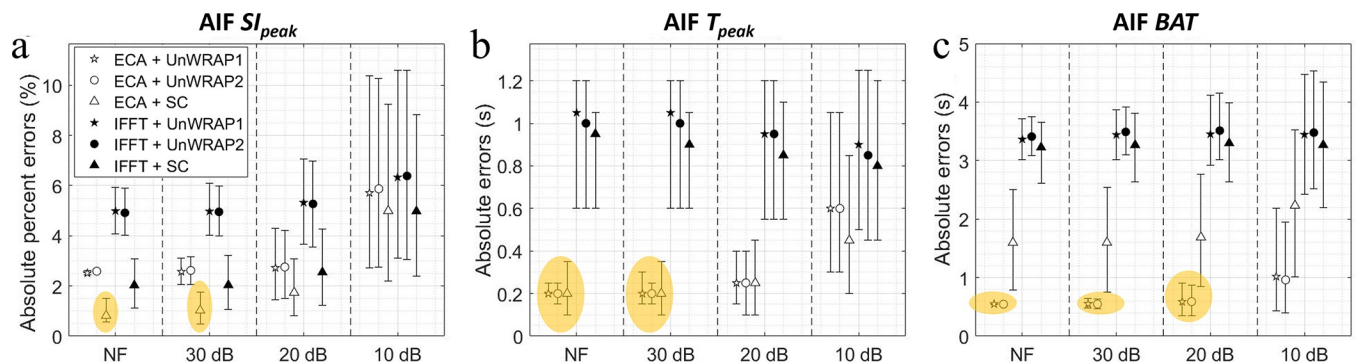 AIF SIpeak
a
Absolute percent errors (%)
10
8
6
4
2
0
ECA + UnWRAP1
ECA + UnWRAP2
ECA + SC
IFFT + UnWRAP1
IFFT + UnWRAP2
IFFT + SC
NF 30 dB 20 dB 10 dB
AIF Tpeak
b
Absolute errors (s)
1.2
1
0.8
0.6
0.4
0.2
0
NF 30 dB 20 dB 10 dB
AIF BAT
c
Absolute errors (s)
5
4
3
2
1
0
NF 30 dB 20 dB 10 dB